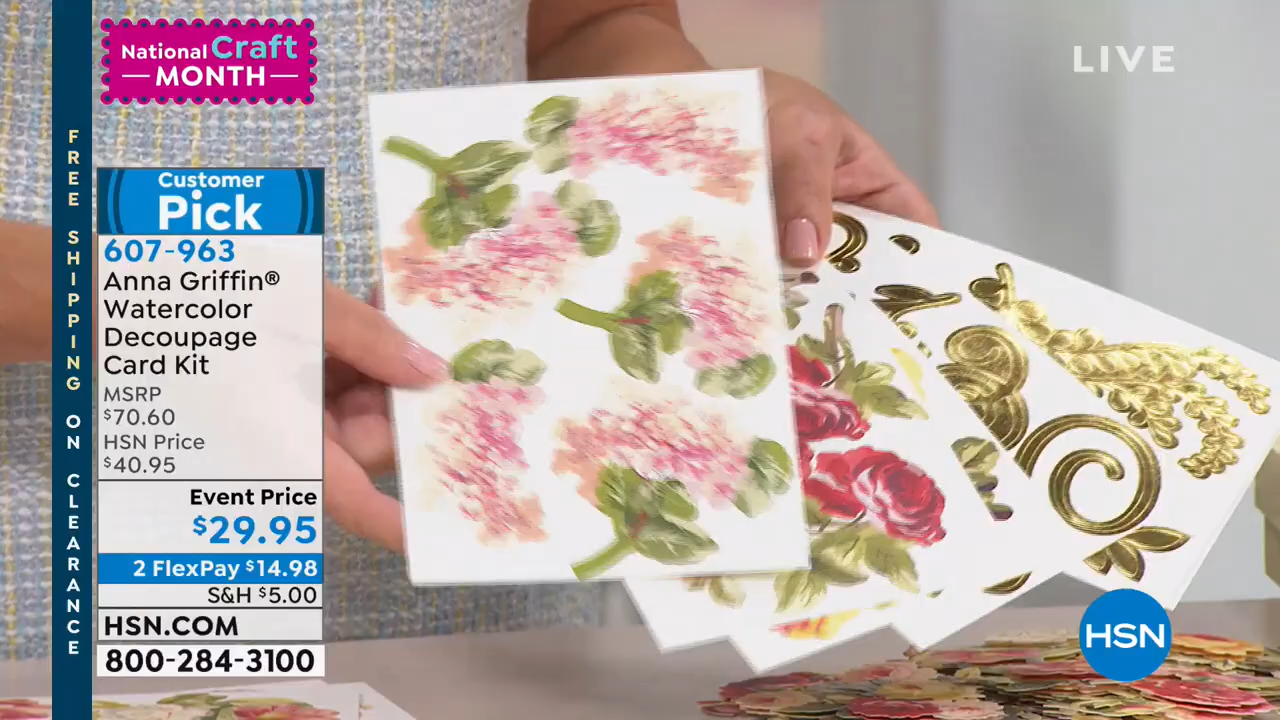 National Craft
MONTH
LIVE
FREE SHIPPING ON CLEARANCE
Customer
Pick
607-963
Anna Griffin®
Watercolor
Decoupage
Card Kit
MSRP
$70.60
HSN Price
$40.95
Event Price
$29.95
2 FlexPay $14.98
S&H $5.00
HSN.COM
800-284-3100
HSN